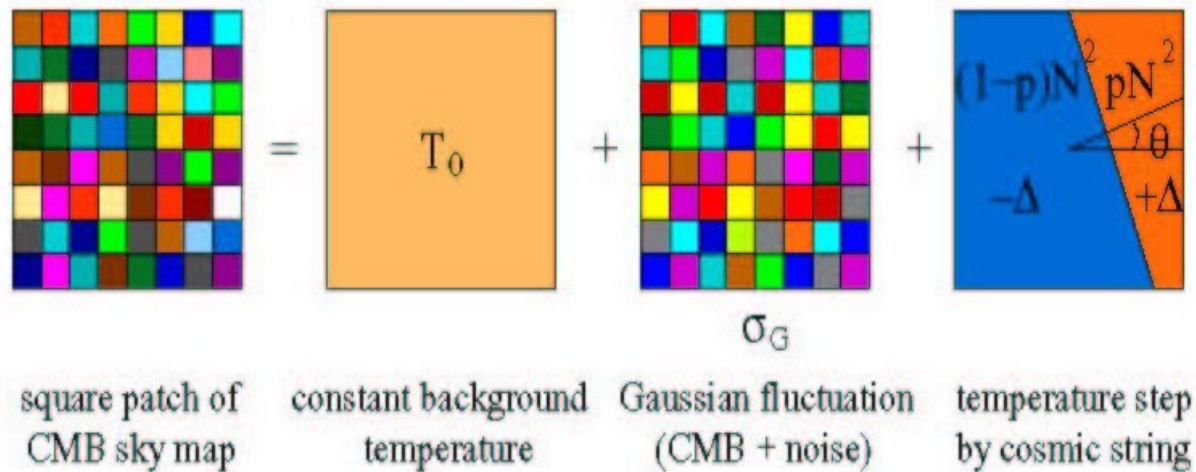 =
T₀
+
+
(1−p)N²
pN²
θ
−Δ
+Δ
σG
square patch of
CMB sky map
constant background
temperature
Gaussian fluctuation
(CMB + noise)
temperature step
by cosmic string